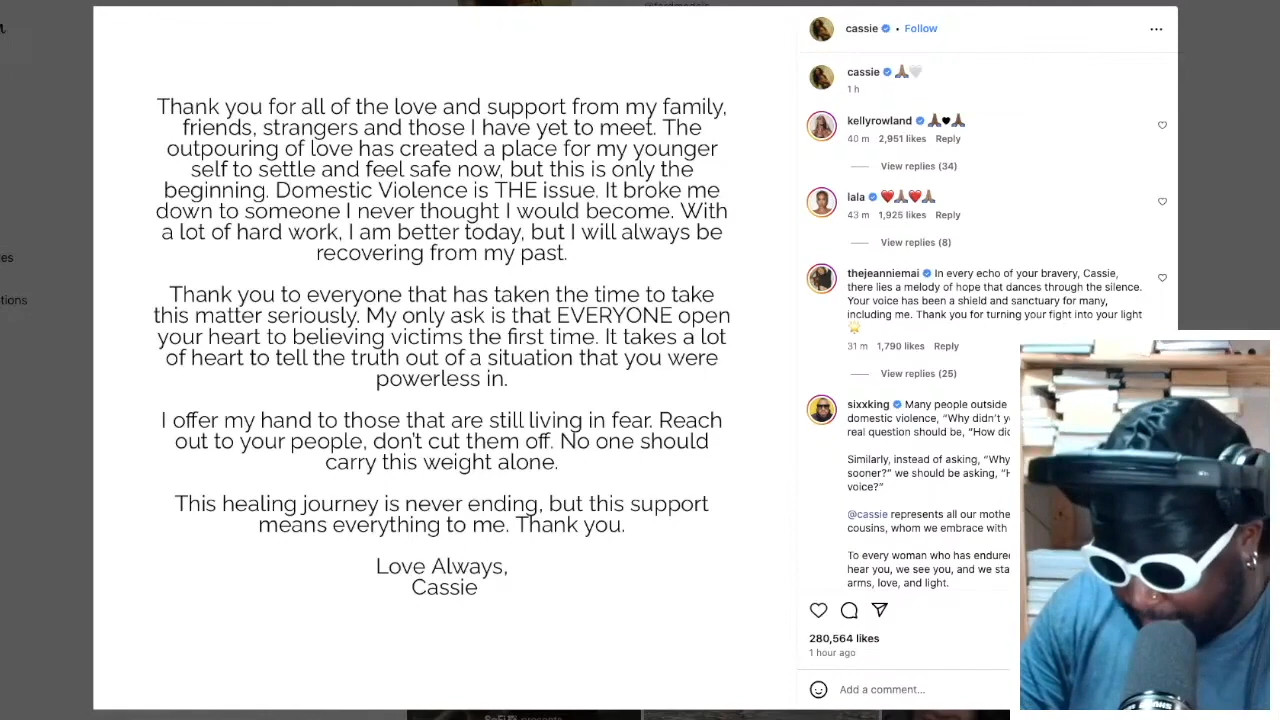 Thank you for all of the love and support from my family,
friends, strangers and those I have yet to meet. The
outpouring of love has created a place for my younger
self to settle and feel safe now, but this is only the
beginning. Domestic Violence is THE issue. It broke me
down to someone I never thought I would become. With
a lot of hard work, I am better today, but I will always be
recovering from my past.
Thank you to everyone that has taken the time to take
this matter seriously. My only ask is that EVERYONE open
your heart to believing victims the first time. It takes a lot
of heart to tell the truth out of a situation that you were
powerless in.
I offer my hand to those that are still living in fear. Reach
out to your people, don't cut them off. No one should
carry this weight alone.
This healing journey is never ending, but this support
means everything to me. Thank you.
Love Always,
Cassie
cassie • Follow
cassie 🙏🏽🤍
1 h
kellyrowland 🙏🏽🖤🙏🏽
40 m 2,951 likes Reply
View replies (34)
lala ❤️🙏🏽❤️🙏🏽
43 m 1,925 likes Reply
View replies (8)
thejeanniemai In every echo of your bravery, Cassie,
there lies a melody of hope that dances through the silence.
Your voice has been a shield and sanctuary for many,
including me. Thank you for turning your fight into your light
🌟
31 m 1,790 likes Reply
View replies (25)
sixxking Many people outside
domestic violence, "Why didn't
real question should be, "How
Similarly, instead of asking, "Why
sooner?" we should be asking,
voice?"
@cassie represents all our
cousins, whom we embrace with
To every woman who has
hear you, we see you, and we
arms, love, and light.
280,564 likes
1 hour ago
Add a comment...
tions
presents